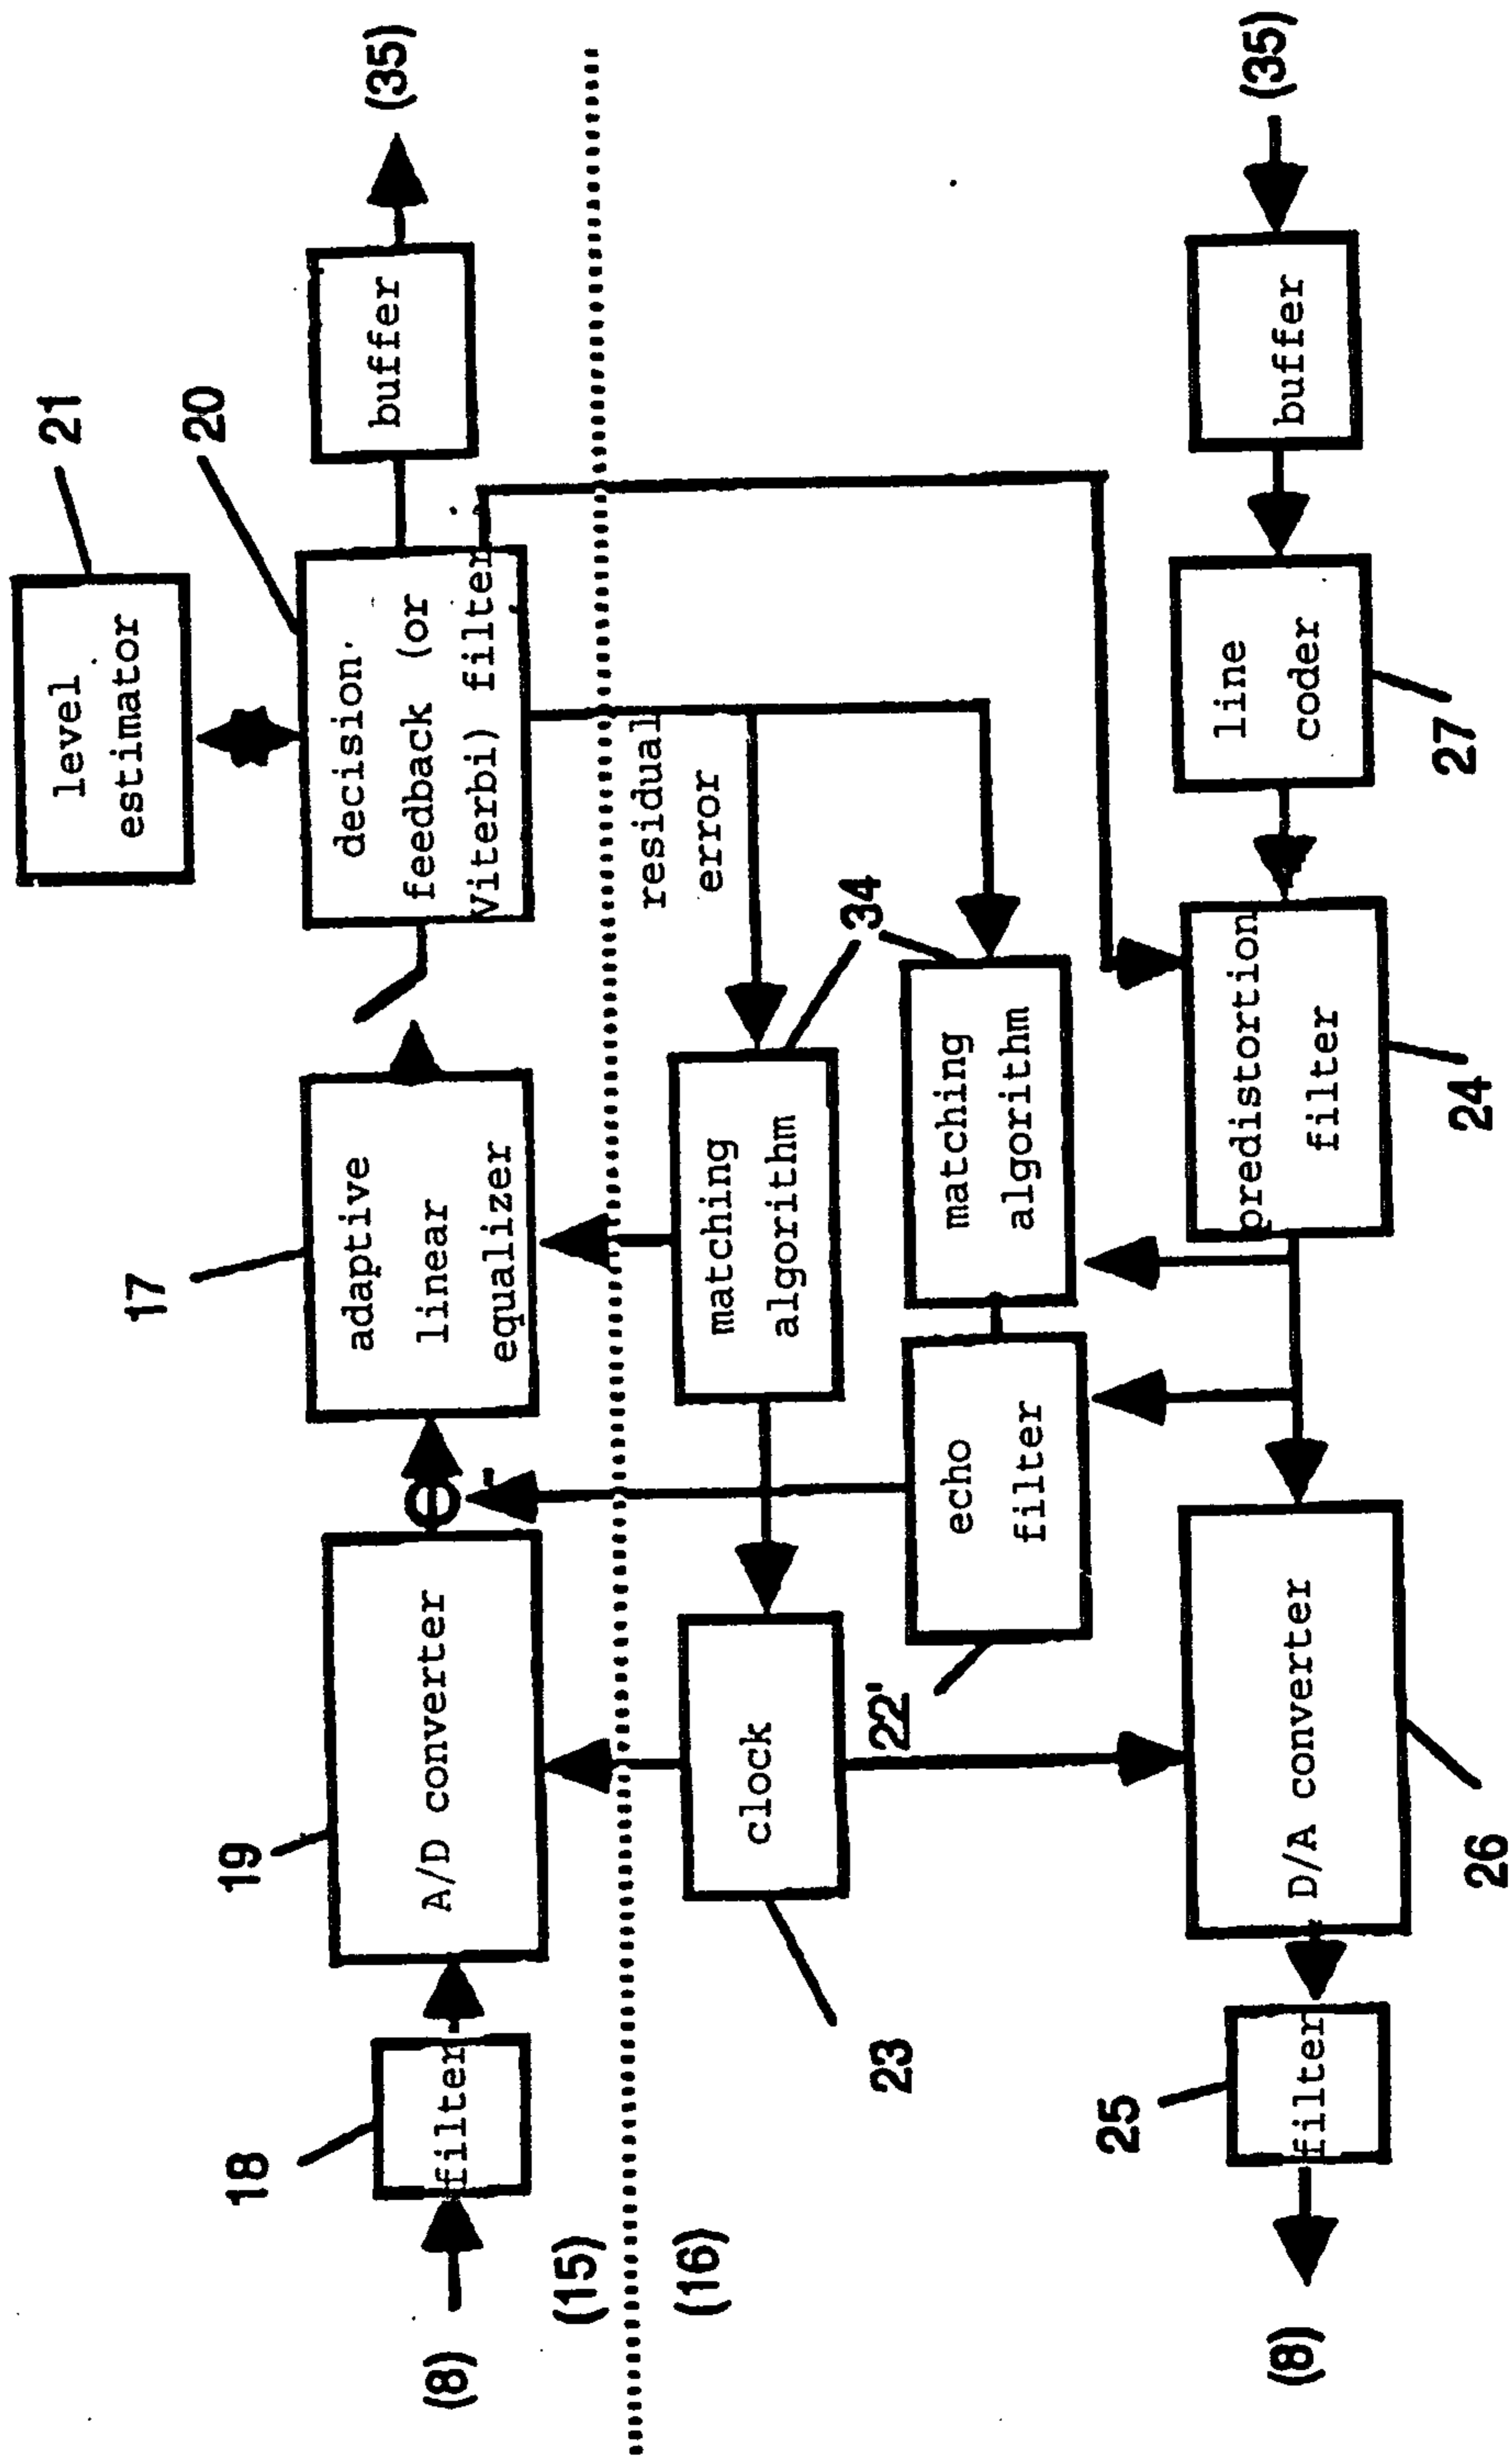 21
level
estimator
20
decision
feedback (or
Viterbi) filter
buffer
(35)
17
adaptive
linear
equalizer
-
19
A/D converter
18
filter
(8)
(15)
(16)
residual
error
34
matching
algorithm
matching
algorithm
echo
filter
22'
clock
23
(35)
buffer
line
coder
27
predistortion
filter
24
D/A converter
26
25
filter
(8)